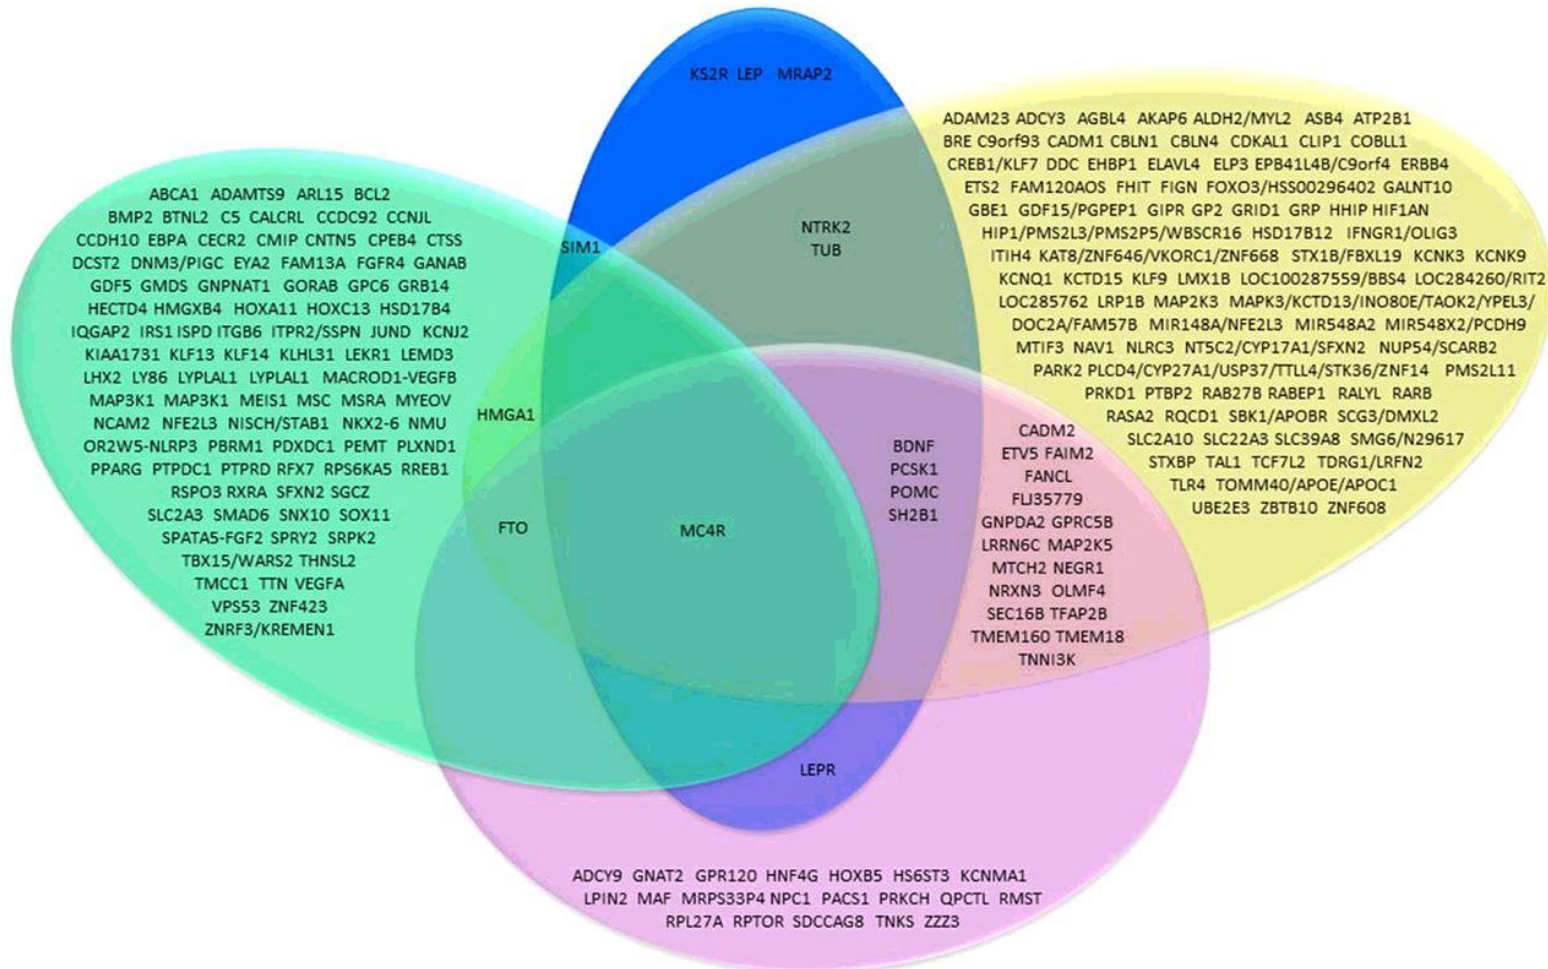 KS2R LEP MRAP2
ADAM23 ADCY3 AGBL4 AKAP6 ALDH2/MYL2 ASB4 ATP2B1
BRE C9orf93 CADM1 CBLN1 CBLN4 CDKAL1 CLIP1 COBLL1
CREB1/KLF7 DDC EHBP1 ELAVL4 ELP3 EPB41L4B/C9orf4 ERBB4
ETS2 FAM120AOS FHIT FIGN FOXO3/HSS00296402 GALNT10
GBE1 GDF15/PGPEP1 GIPR GP2 GRID1 GRP HHIP HIF1AN
HIP1/PMS2L3/PMS2P5/WBSCR16 HSD17B12 IFNGR1/OLIG3
ITIH4 KAT8/ZNF646/VKORC1/ZNF668 STX1B/FBXL19 KCNK3 KCNK9
KCNQ1 KCTD15 KLF9 LMX1B LOC100287559/BBS4 LOC284260/RIT2
LOC285762 LRP1B MAP2K3 MAPK3/KCTD13/INO80E/TAOK2/YPEL3/
DOC2A/FAM57B MIR148A/NFE2L3 MIR548A2 MIR548X2/PCDH9
MTIF3 NAV1 NLRC3 NT5C2/CYP17A1/SFXN2 NUP54/SCARB2
PARK2 PLCD4/CYP27A1/USP37/TTLL4/STK36/ZNF14 PMS2L11
PRKD1 PTBP2 RAB27B RABEP1 RALYL RARB
RASA2 RQCD1 SBK1/APOBR SCG3/DMXL2
SLC2A10 SLC22A3 SLC39A8 SMG6/N29617
STXBP TAL1 TCF7L2 TDRG1/LRFN2
TLR4 TOMM40/APOE/APOC1
UBE2E3 ZBTB10 ZNF608
ABCA1 ADAMTS9 ARL15 BCL2
BMP2 BTNL2 C5 CALCRL CCDC92 CCNJL
CCDH10 EBPA CECR2 CMIP CNTN5 CPEB4 CTSS
DCST2 DNM3/PIGC EYA2 FAM13A FGFR4 GANAB
GDF5 GMDS GNPNAT1 GORAB GPC6 GRB14
HECTD4 HMGXB4 HOXA11 HOXC13 HSD17B4
IQGAP2 IRS1 ISPD ITGB6 ITPR2/SSPN JUND KCNJ2
KIAA1731 KLF13 KLF14 KLHL31 LEKR1 LEMD3
LHX2 LY86 LYPLAL1 LYPLAL1 MACROD1-VEGFB
MAP3K1 MAP3K1 MEIS1 MSC MSRA MYEOV
NCAM2 NFE2L3 NISCH/STAB1 NKX2-6 NMU
OR2W5-NLRP3 PBRM1 PDXDC1 PEMT PLXND1
PPARG PTPDC1 PTPRD RFX7 RPS6KA5 RREB1
RSPO3 RXRA SFXN2 SGCZ
SLC2A3 SMAD6 SNX10 SOX11
SPATA5-FGF2 SPRY2 SRPK2
TBX15/WARS2 THNSL2
TMCC1 TTN VEGFA
VPS53 ZNF423
ZNRF3/KREMEN1
SIM1
NTRK2
TUB
HMGA1
FTO
MC4R
BDNF
PCSK1
POMC
SH2B1
CADM2
ETV5 FAIM2
FANCL
FLJ35779
GNPDA2 GPRC5B
LRRN6C MAP2K5
MTCH2 NEGR1
NRXN3 OLMF4
SEC16B TFAP2B
TMEM160 TMEM18
TNNI3K
LEPR
ADCY9 GNAT2 GPR120 HNF4G HOXB5 HS6ST3 KCNMA1
LPIN2 MAF MRPS33P4 NPC1 PACS1 PRKCH QPCTL RMST
RPL27A RPTOR SDCCAG8 TNKS ZZZ3